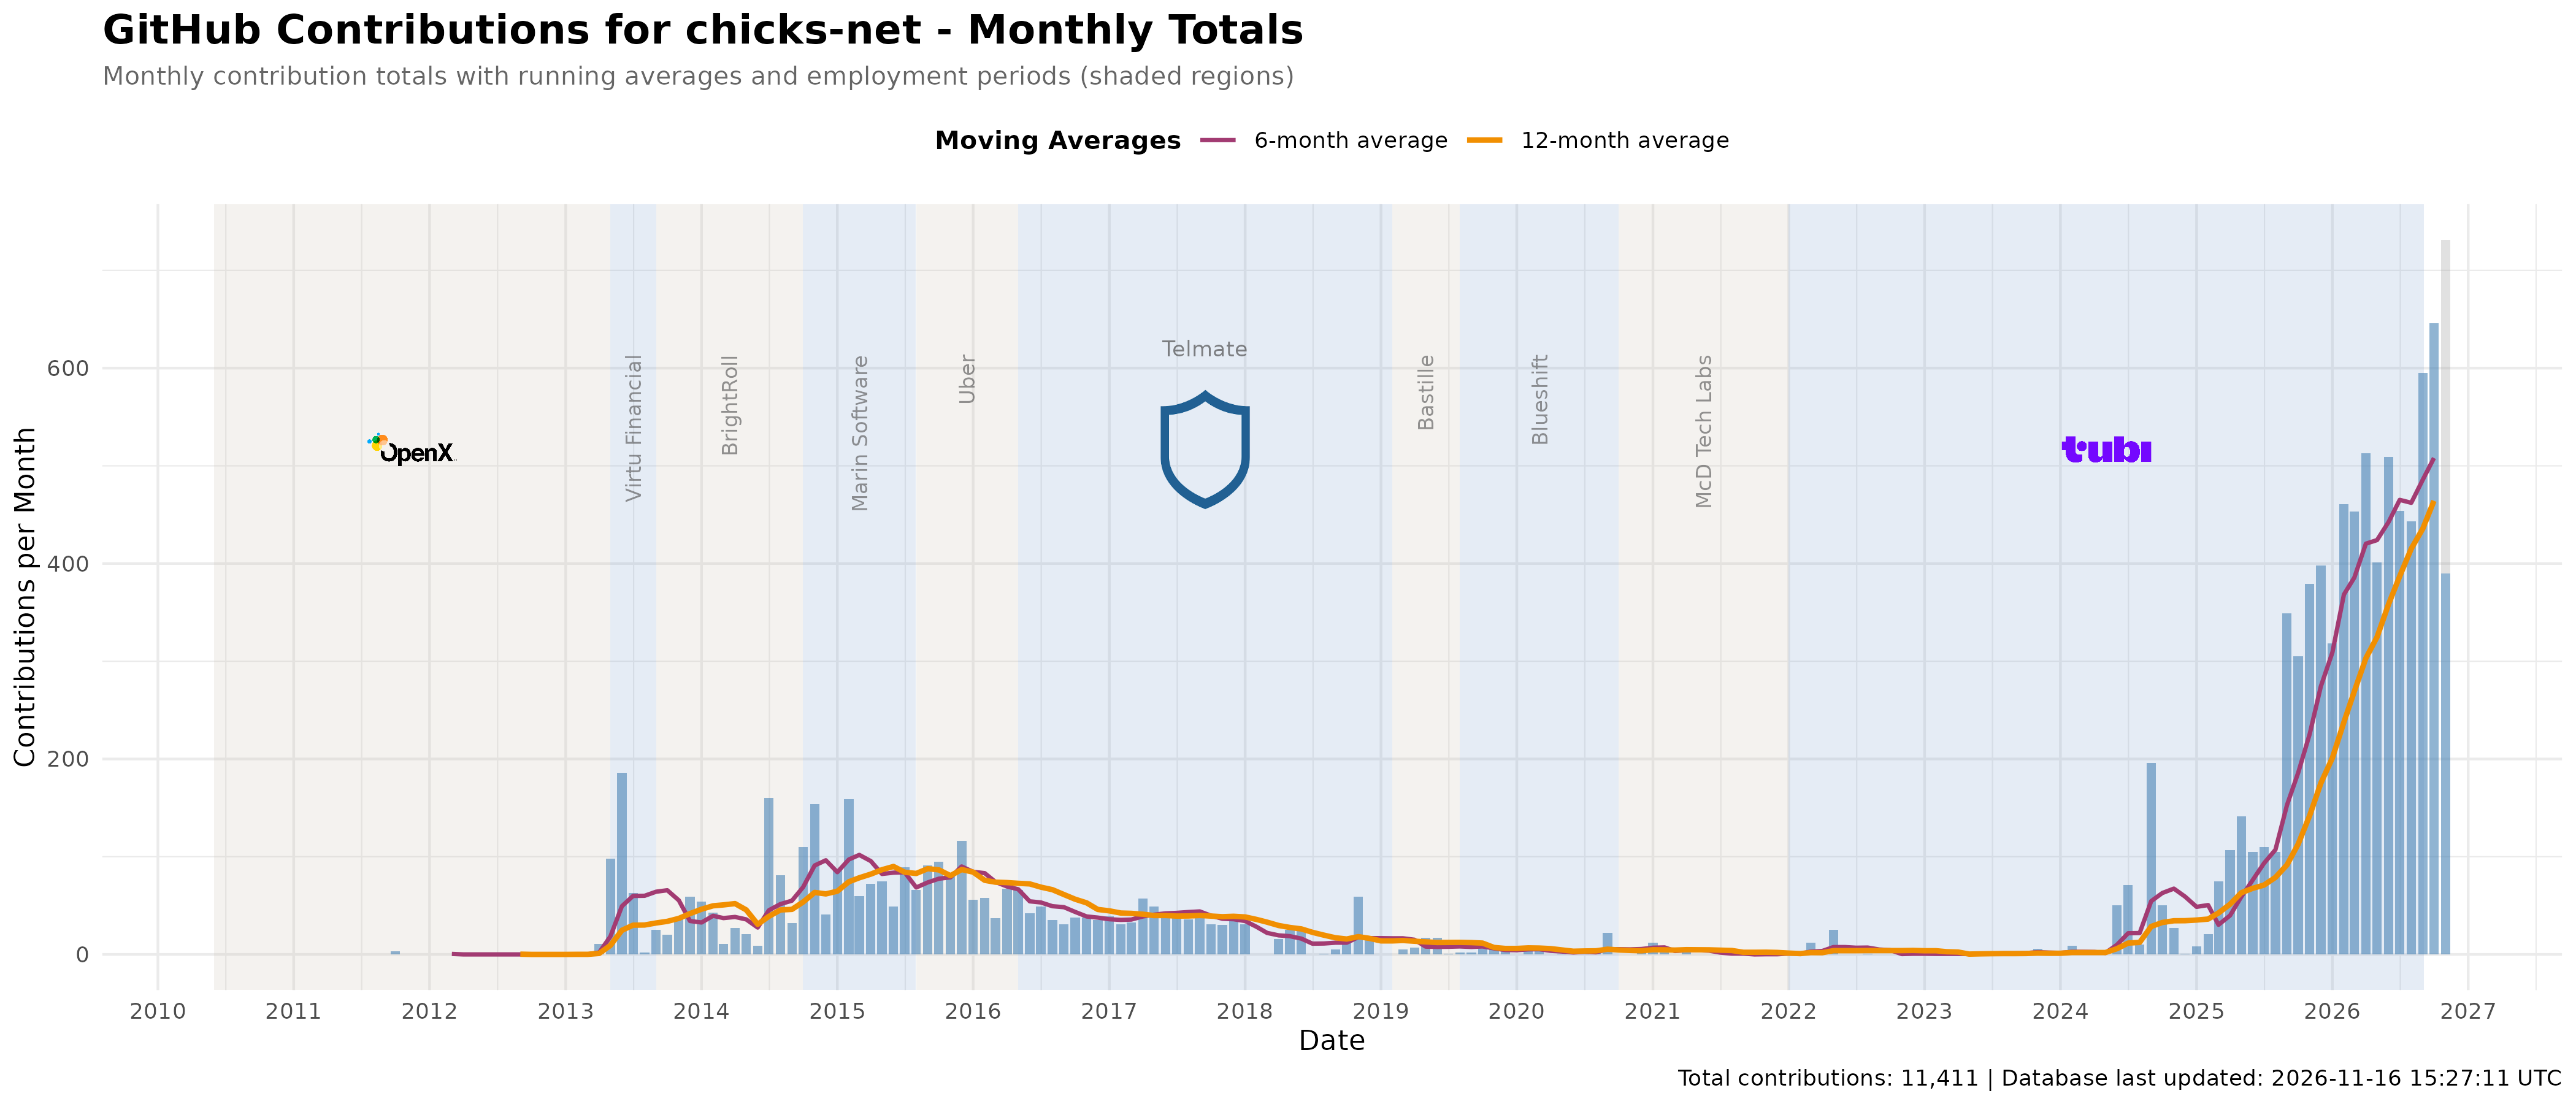 GitHub Contributions for chicks-net - Monthly Totals
Monthly contribution totals with running averages and employment periods (shaded regions)
Moving Averages 6-month average 12-month average
Contributions per Month
600
400
200
0
OpenX
Virtu Financial
BrightRoll
Marin Software
Uber
Telmate
Bastille
Blueshift
McD Tech Labs
tubi
2010 2011 2012 2013 2014 2015 2016 2017 2018 2019 2020 2021 2022 2023 2024 2025 2026 2027
Date
Total contributions: 11,411 | Database last updated: 2026-11-16 15:27:11 UTC